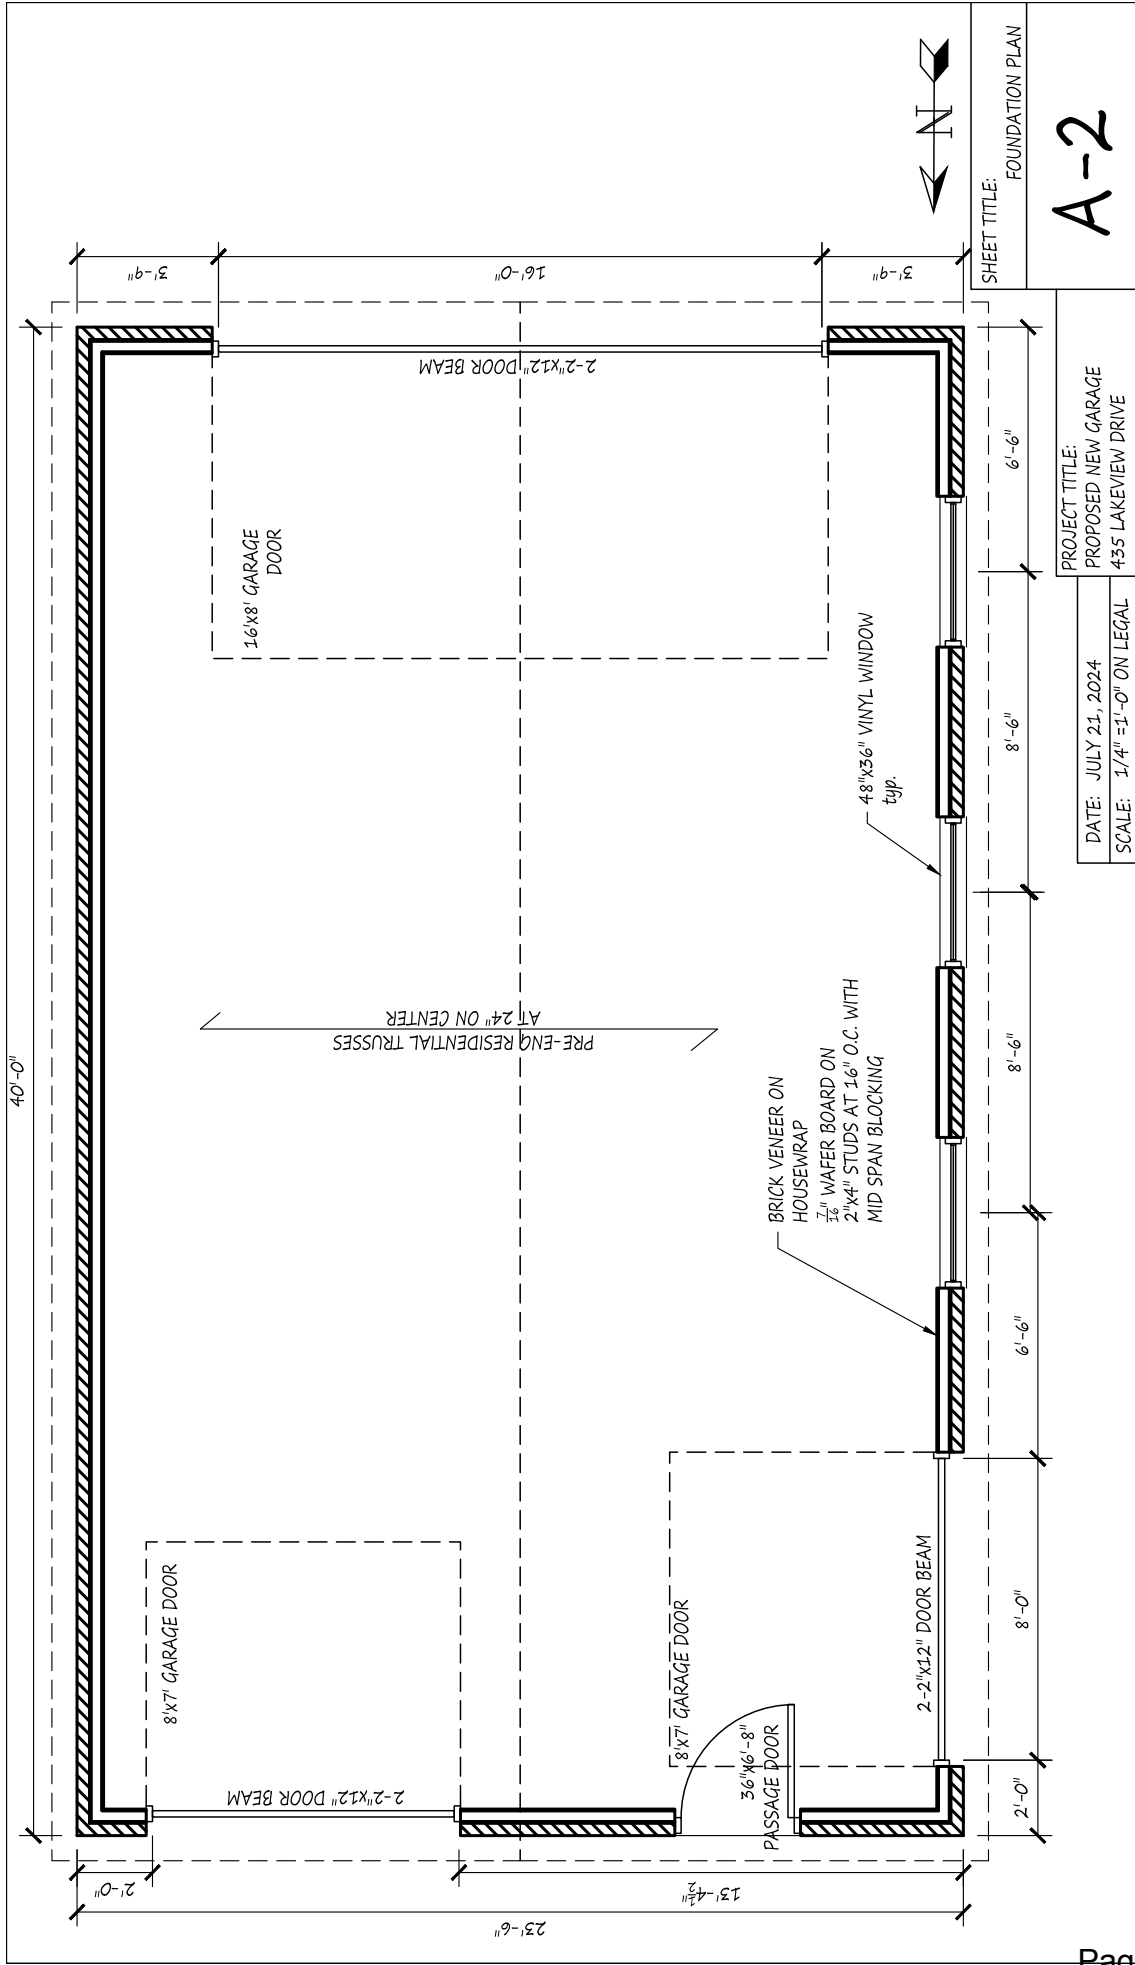 40'-0"
3'-9"
16'-0"
3'-9"
2-2"x12" DOOR BEAM
16'x8' GARAGE
DOOR
N
PRE-ENG RESIDENTIAL TRUSSES
AT 24" ON CENTER
48"x36" VINYL WINDOW
typ.
BRICK VENEER ON
HOUSEWRAP
7/16" WAFER BOARD ON
2"x4" STUDS AT 16" O.C. WITH
MID SPAN BLOCKING
8'x7' GARAGE DOOR
2-2"x12" DOOR BEAM
8'x7' GARAGE DOOR
36"x6'-8"
PASSAGE DOOR
2-2"x12" DOOR BEAM
2'-0"
13'-4 1/2"
23'-6"
2'-0"
8'-0"
6'-6"
8'-6"
8'-6"
6'-6"
SHEET TITLE:
FOUNDATION PLAN
A-2
PROJECT TITLE:
PROPOSED NEW GARAGE
435 LAKEVIEW DRIVE
DATE: JULY 21, 2024
SCALE: 1/4" =1'-0" ON LEGAL